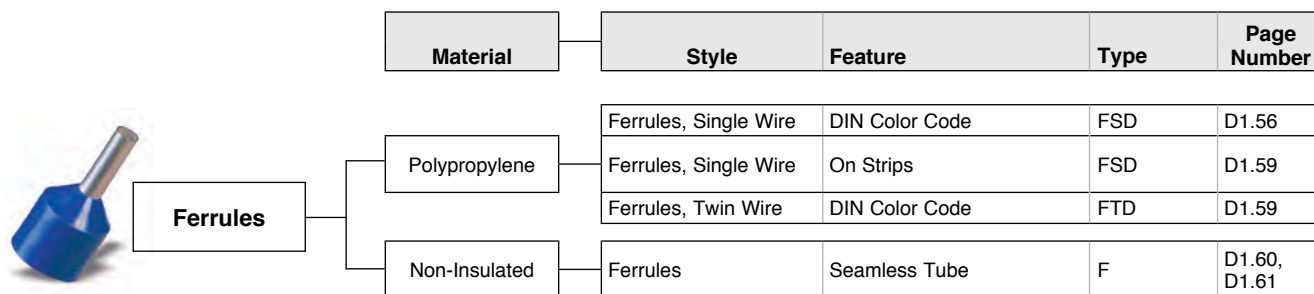 Material Style Feature Type Page Number
Ferrules, Single Wire DIN Color Code FSD D1.56
Polypropylene Ferrules, Single Wire On Strips FSD D1.59
Ferrules
Ferrules, Twin Wire DIN Color Code FTD D1.59
Non-Insulated Ferrules Seamless Tube F D1.60,
D1.61